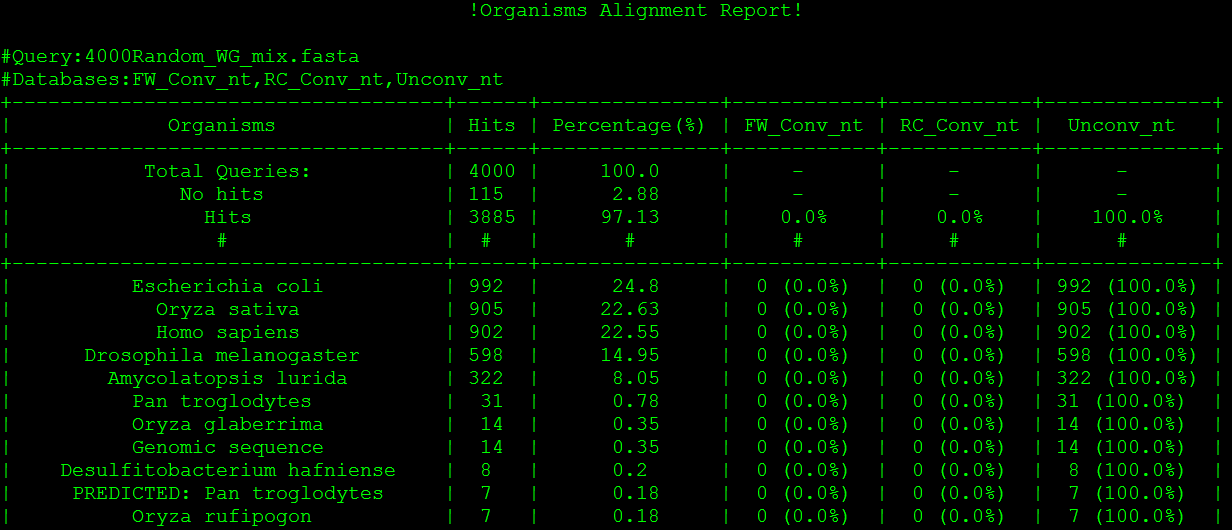 !Organisms Alignment Report!
#Query:4000Random_WG_mix.fasta
#Databases:FW_Conv_nt,RC_Conv_nt,Unconv_nt
+------------------------------------+------+---------------+------------+------------+--------------+
| Organisms | Hits | Percentage(%) | FW_Conv_nt | RC_Conv_nt | Unconv_nt |
+------------------------------------+------+---------------+------------+------------+--------------+
| Total Queries: | 4000 | 100.0 | - | - | - |
| No hits | 115 | 2.88 | - | - | - |
| Hits | 3885 | 97.13 | 0.0% | 0.0% | 100.0% |
| # | # | # | # | # | # |
+------------------------------------+------+---------------+------------+------------+--------------+
| Escherichia coli | 992 | 24.8 | 0 (0.0%) | 0 (0.0%) | 992 (100.0%) |
| Oryza sativa | 905 | 22.63 | 0 (0.0%) | 0 (0.0%) | 905 (100.0%) |
| Homo sapiens | 902 | 22.55 | 0 (0.0%) | 0 (0.0%) | 902 (100.0%) |
| Drosophila melanogaster | 598 | 14.95 | 0 (0.0%) | 0 (0.0%) | 598 (100.0%) |
| Amycolatopsis lurida | 322 | 8.05 | 0 (0.0%) | 0 (0.0%) | 322 (100.0%) |
| Pan troglodytes | 31 | 0.78 | 0 (0.0%) | 0 (0.0%) | 31 (100.0%) |
| Oryza glaberrima | 14 | 0.35 | 0 (0.0%) | 0 (0.0%) | 14 (100.0%) |
| Genomic sequence | 14 | 0.35 | 0 (0.0%) | 0 (0.0%) | 14 (100.0%) |
| Desulfitobacterium hafniense | 8 | 0.2 | 0 (0.0%) | 0 (0.0%) | 8 (100.0%) |
| PREDICTED: Pan troglodytes | 7 | 0.18 | 0 (0.0%) | 0 (0.0%) | 7 (100.0%) |
| Oryza rufipogon | 7 | 0.18 | 0 (0.0%) | 0 (0.0%) | 7 (100.0%) |